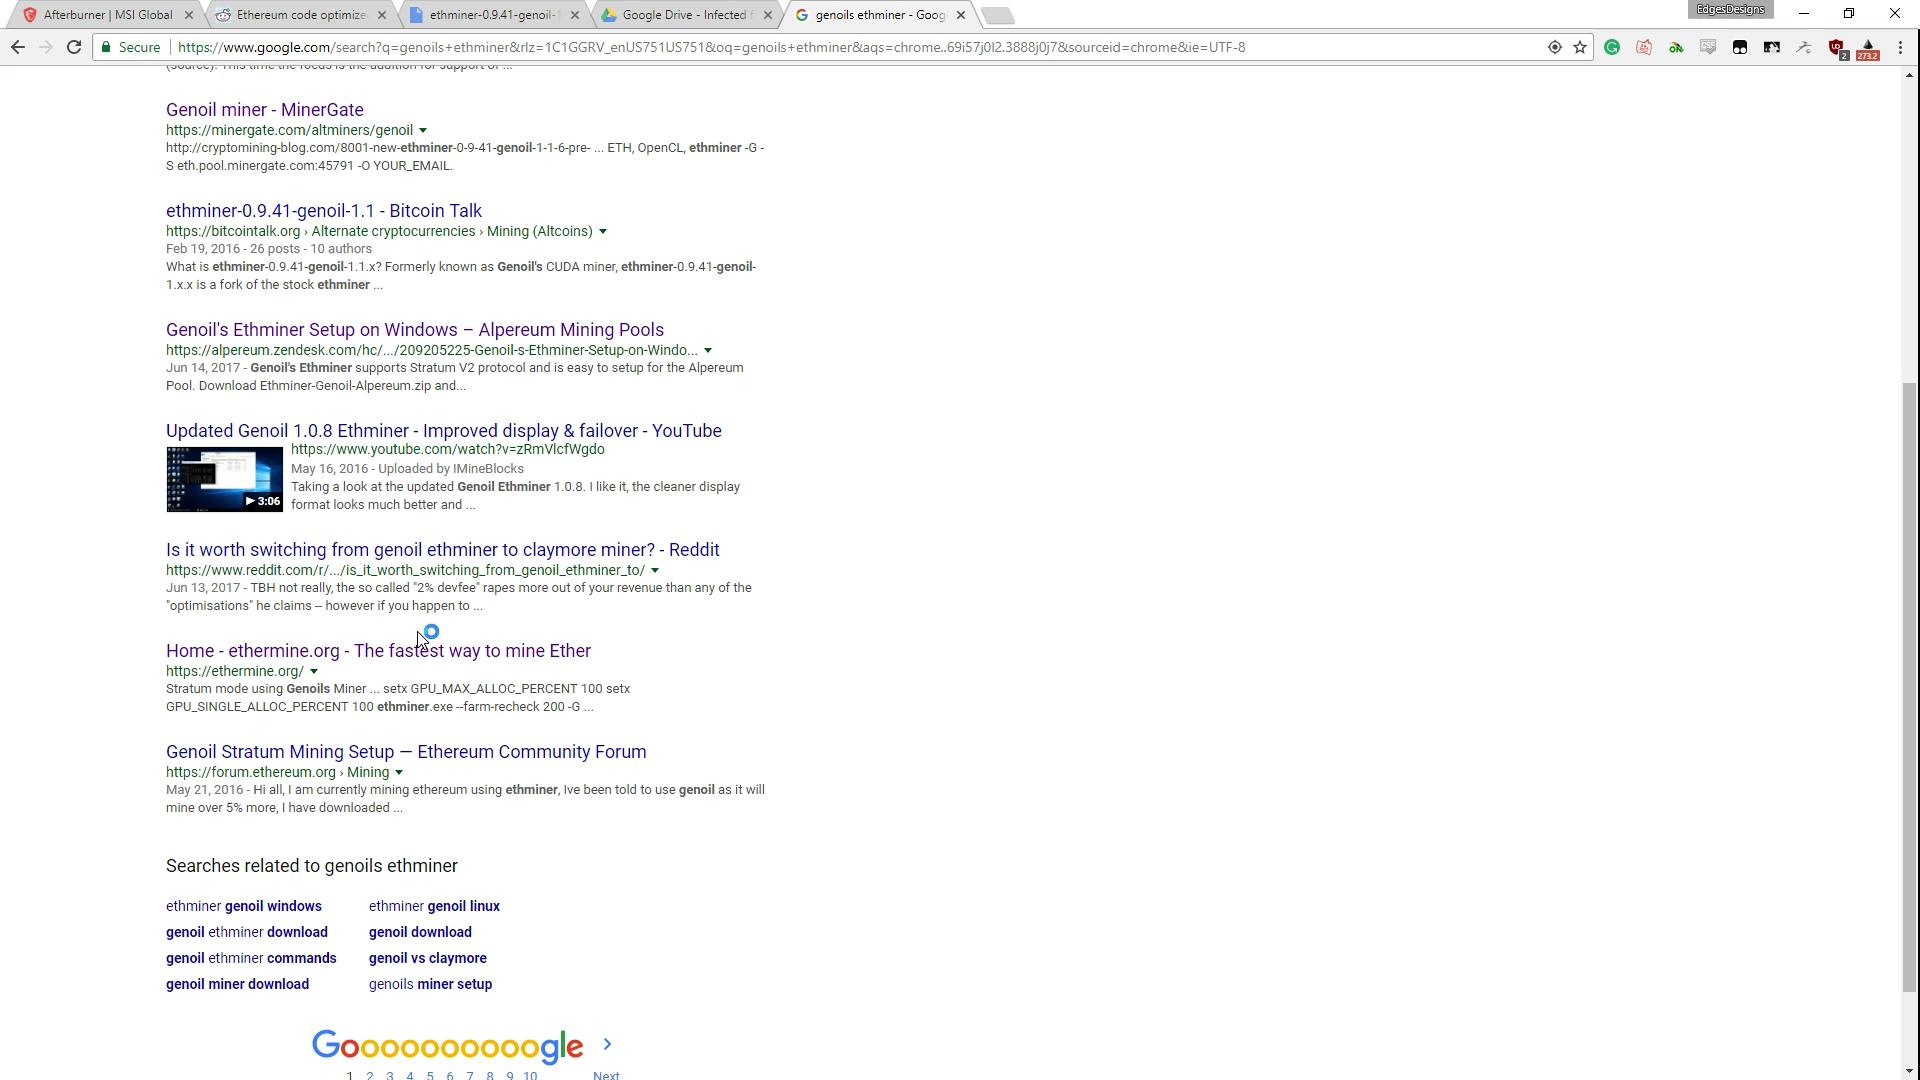 Afterburner | MSI Global
Ethereum code optimize
ethminer-0.9.41-genoil-1
Google Drive - Infected f
genoils ethminer - Goog
EdgesDesigns
Secure
https://www.google.com/search?q=genoils+ethminer&rlz=1C1GGRV_enUS751US751&oq=genoils+ethminer&aqs=chrome..69i57j0l2.3888j0j7&sourceid=chrome&ie=UTF-8
2
273.2
(source). This time the focus is the addition for support of ...
Genoil miner - MinerGate
https://minergate.com/altminers/genoil
http://cryptomining-blog.com/8001-new-ethminer-0-9-41-genoil-1-1-6-pre- ... ETH, OpenCL, ethminer -G -
S eth.pool.minergate.com:45791 -O YOUR_EMAIL.
ethminer-0.9.41-genoil-1.1 - Bitcoin Talk
https://bitcointalk.org › Alternate cryptocurrencies › Mining (Altcoins)
Feb 19, 2016 - 26 posts - 10 authors
What is ethminer-0.9.41-genoil-1.1.x? Formerly known as Genoil's CUDA miner, ethminer-0.9.41-genoil-
1.x.x is a fork of the stock ethminer ...
Genoil's Ethminer Setup on Windows – Alpereum Mining Pools
https://alpereum.zendesk.com/hc/.../209205225-Genoil-s-Ethminer-Setup-on-Windo...
Jun 14, 2017 - Genoil's Ethminer supports Stratum V2 protocol and is easy to setup for the Alpereum
Pool. Download Ethminer-Genoil-Alpereum.zip and...
Updated Genoil 1.0.8 Ethminer - Improved display & failover - YouTube
https://www.youtube.com/watch?v=zRmVlcfWgdo
May 16, 2016 - Uploaded by IMineBlocks
Taking a look at the updated Genoil Ethminer 1.0.8. I like it, the cleaner display
3:06
format looks much better and ...
Is it worth switching from genoil ethminer to claymore miner? - Reddit
https://www.reddit.com/r/.../is_it_worth_switching_from_genoil_ethminer_to/
Jun 13, 2017 - TBH not really, the so called "2% devfee" rapes more out of your revenue than any of the
"optimisations" he claims -- however if you happen to ...
Home - ethermine.org - The fastest way to mine Ether
https://ethermine.org/
Stratum mode using Genoils Miner ... setx GPU_MAX_ALLOC_PERCENT 100 setx
GPU_SINGLE_ALLOC_PERCENT 100 ethminer.exe --farm-recheck 200 -G ...
Genoil Stratum Mining Setup — Ethereum Community Forum
https://forum.ethereum.org › Mining
May 21, 2016 - Hi all, I am currently mining ethereum using ethminer, Ive been told to use genoil as it will
mine over 5% more, I have downloaded ...
Searches related to genoils ethminer
ethminer genoil windows
ethminer genoil linux
genoil ethminer download
genoil download
genoil ethminer commands
genoil vs claymore
genoil miner download
genoils miner setup
Goooooooooogle
1 2 3 4 5 6 7 8 9 10 Next